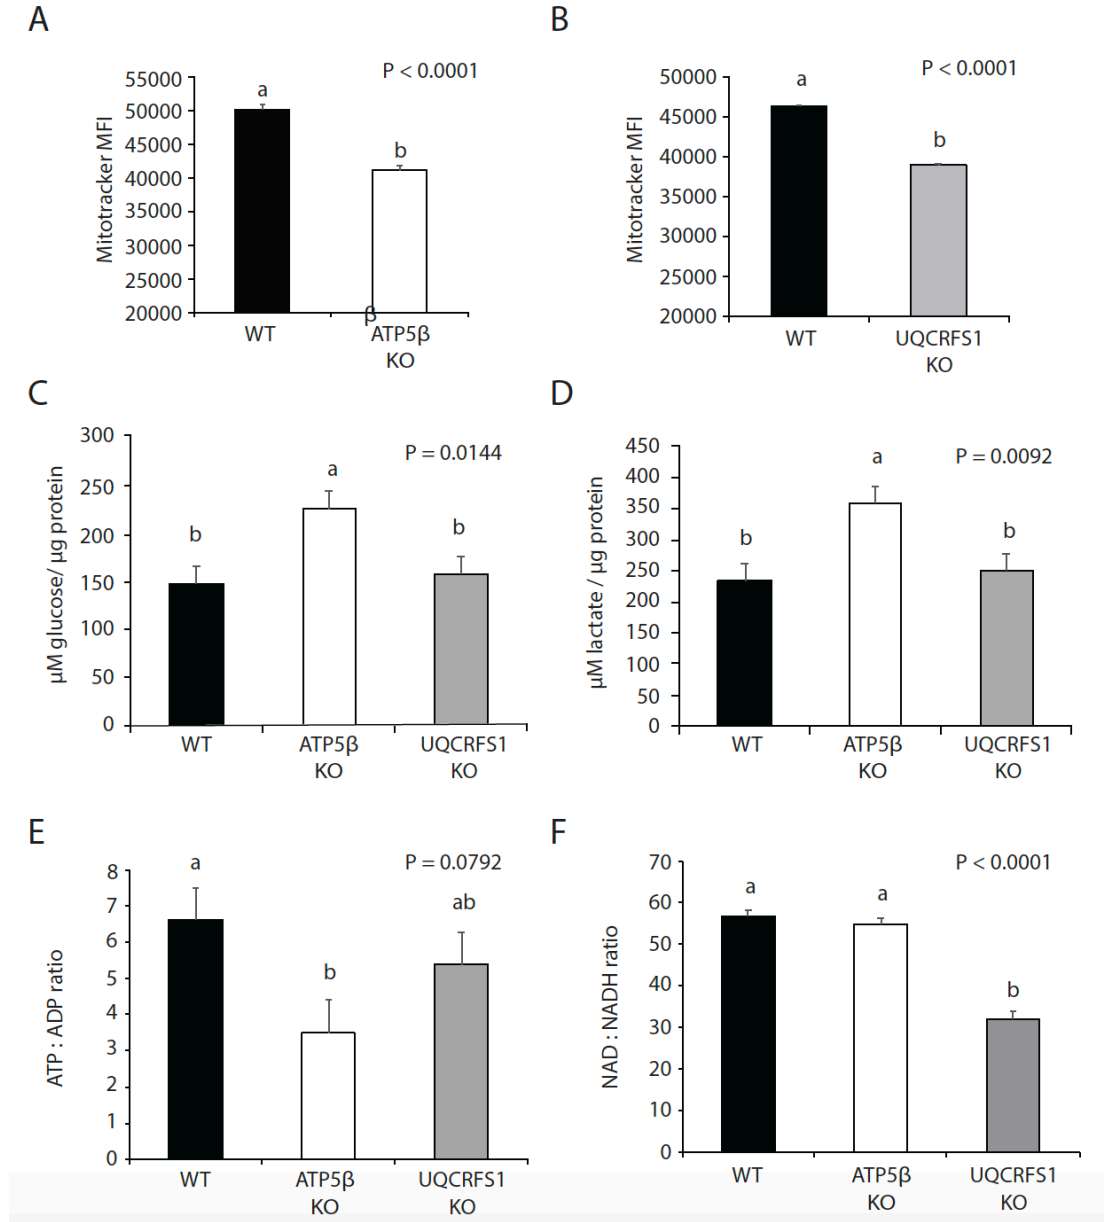 A
P < 0.0001
Mitotracker MFI
55000
50000
45000
40000
35000
30000
25000
20000
a
b
β
WT
ATP5β
KO
B
P < 0.0001
Mitotracker MFI
50000
45000
40000
35000
30000
25000
20000
a
b
WT
UQCRFS1
KO
C
P = 0.0144
µM glucose/ µg protein
300
250
200
150
100
50
0
b
a
b
WT
ATP5β
KO
UQCRFS1
KO
D
P = 0.0092
µM lactate / µg protein
450
400
350
300
250
200
150
100
50
0
b
a
b
WT
ATP5β
KO
UQCRFS1
KO
E
P = 0.0792
ATP : ADP ratio
8
7
6
5
4
3
2
1
0
a
b
ab
WT
ATP5β
KO
UQCRFS1
KO
F
P < 0.0001
NAD : NADH ratio
70
60
50
40
30
20
10
0
a
a
b
WT
ATP5β
KO
UQCRFS1
KO